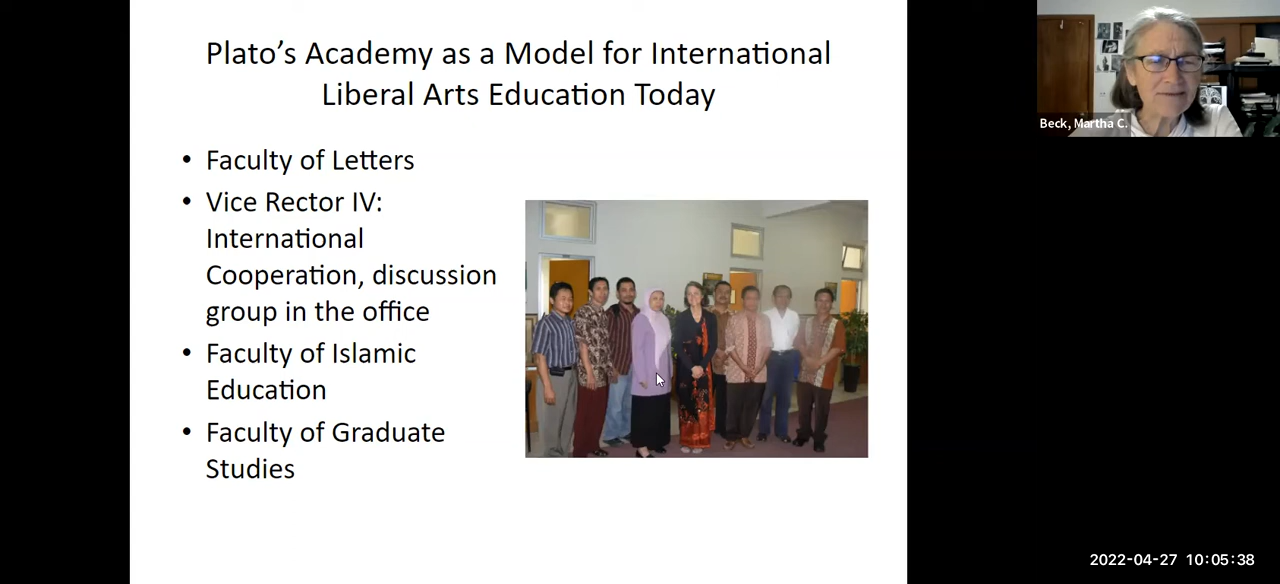 Plato’s Academy as a Model for International
Liberal Arts Education Today
• Faculty of Letters
• Vice Rector IV:
International
Cooperation, discussion
group in the office
• Faculty of Islamic
Education
• Faculty of Graduate
Studies
Beck, Martha C.
2022-04-27 10:05:38